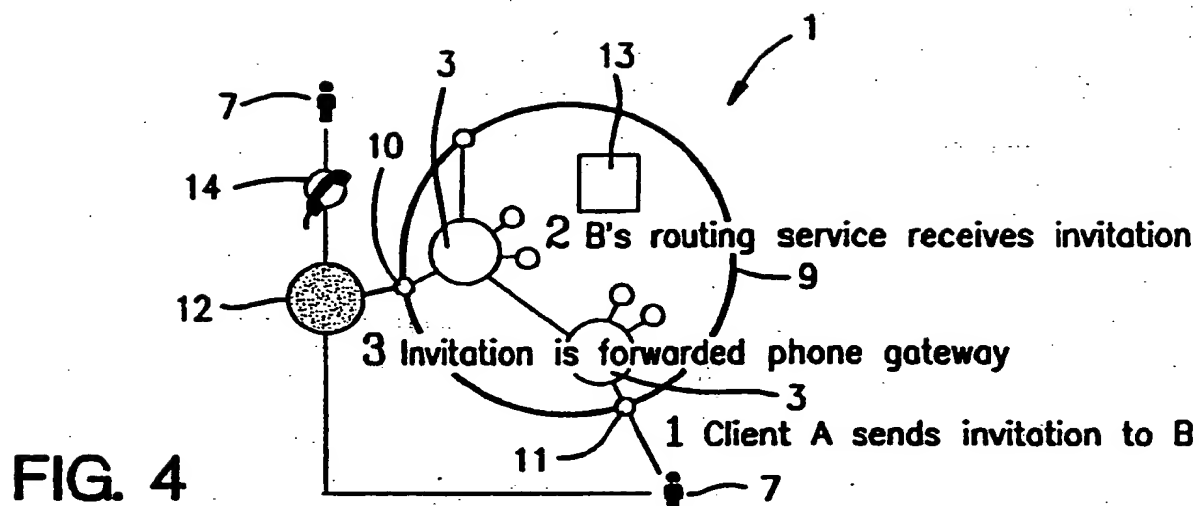 1
3
13
7
10
14
2 B's routing service receives invitation
9
12
3 Invitation is forwarded phone gateway
3
1 Client A sends invitation to B
11
FIG. 4
7